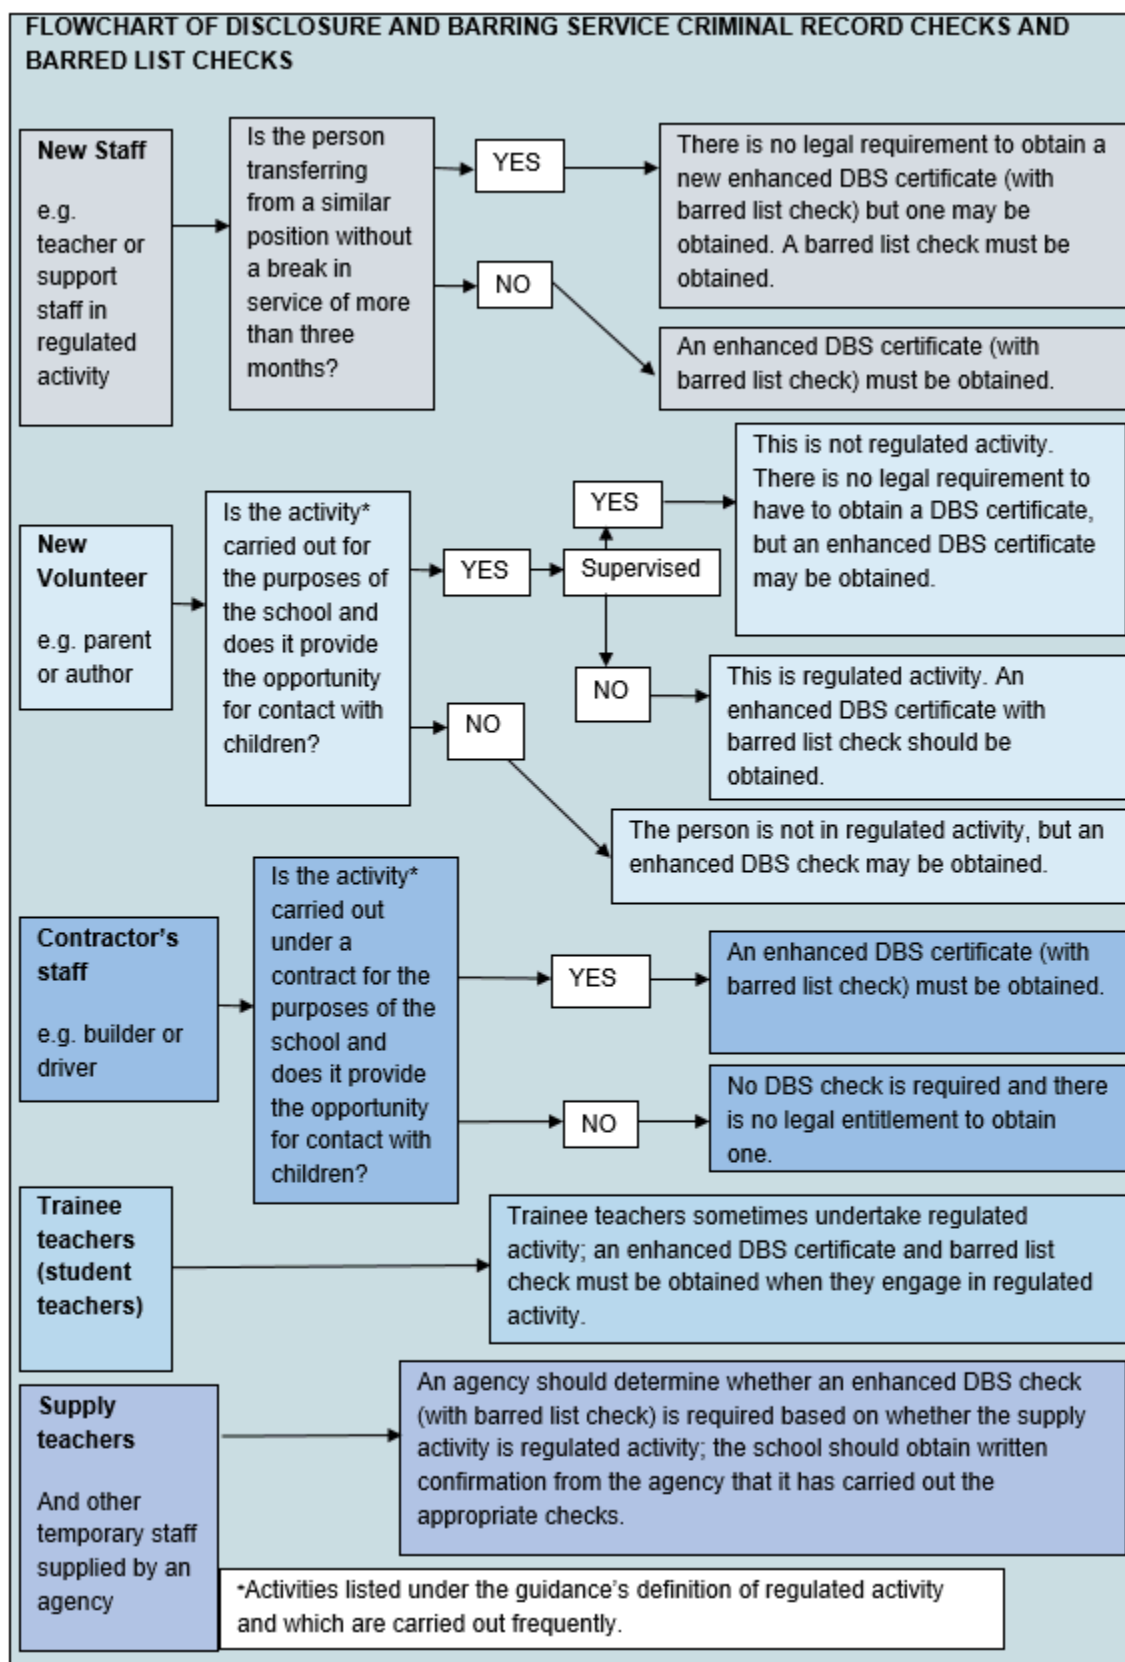 FLOWCHART OF DISCLOSURE AND BARRING SERVICE CRIMINAL RECORD CHECKS AND
BARRED LIST CHECKS
New Staff
e.g.
teacher or
support
staff in
regulated
activity
Is the person
transferring
from a similar
position without
a break in
service of more
than three
months?
YES
There is no legal requirement to obtain a
new enhanced DBS certificate (with
barred list check) but one may be
obtained. A barred list check must be
obtained.
NO
An enhanced DBS certificate (with
barred list check) must be obtained.
New
Volunteer
e.g. parent
or author
Is the activity*
carried out for
the purposes of
the school and
does it provide
the opportunity
for contact with
children?
YES
Supervised
YES
This is not regulated activity.
There is no legal requirement to
have to obtain a DBS certificate,
but an enhanced DBS certificate
may be obtained.
NO
This is regulated activity. An
enhanced DBS certificate with
barred list check should be
obtained.
NO
The person is not in regulated activity, but an
enhanced DBS check may be obtained.
Contractor's
staff
e.g. builder or
driver
Is the activity*
carried out
under a
contract for the
purposes of the
school and
does it provide
the opportunity
for contact with
children?
YES
An enhanced DBS certificate (with
barred list check) must be obtained.
NO
No DBS check is required and there
is no legal entitlement to obtain
one.
Trainee
teachers
(student
teachers)
Trainee teachers sometimes undertake regulated
activity; an enhanced DBS certificate and barred list
check must be obtained when they engage in regulated
activity.
Supply
teachers
And other
temporary staff
supplied by an
agency
An agency should determine whether an enhanced DBS check
(with barred list check) is required based on whether the supply
activity is regulated activity; the school should obtain written
confirmation from the agency that it has carried out the
appropriate checks.
*Activities listed under the guidance's definition of regulated activity
and which are carried out frequently.